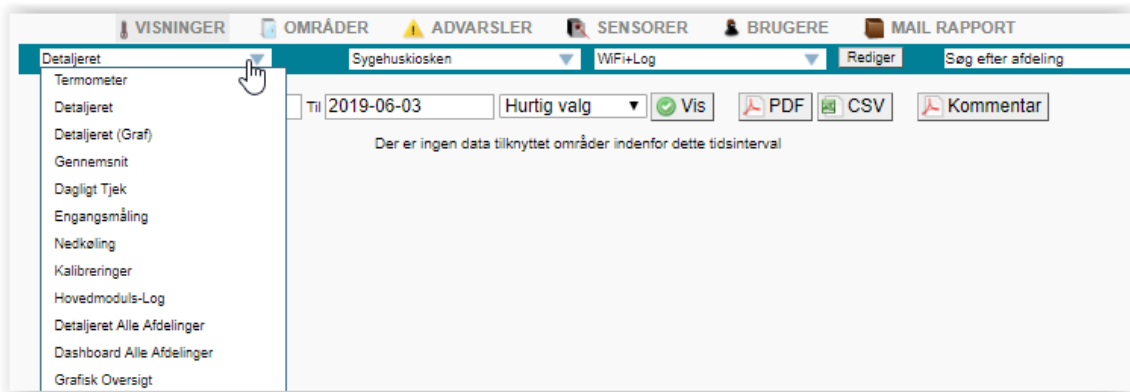 VISNINGER OMRÅDER ADVARSLER SENSORER BRUGERE MAIL RAPPORT
Detaljeret Sygehuskiosken WiFi+Log Rediger Søg efter afdeling
Termometer
Detaljeret
Til 2019-06-03 Hurtig valg Vis PDF CSV Kommentar
Detaljeret (Graf)
Der er ingen data tilknyttet områder indenfor dette tidsinterval
Gennemsnit
Dagligt Tjek
Engangsmåling
Nedkøling
Kalibreringer
Hovedmoduls-Log
Detaljeret Alle Afdelinger
Dashboard Alle Afdelinger
Grafisk Oversigt